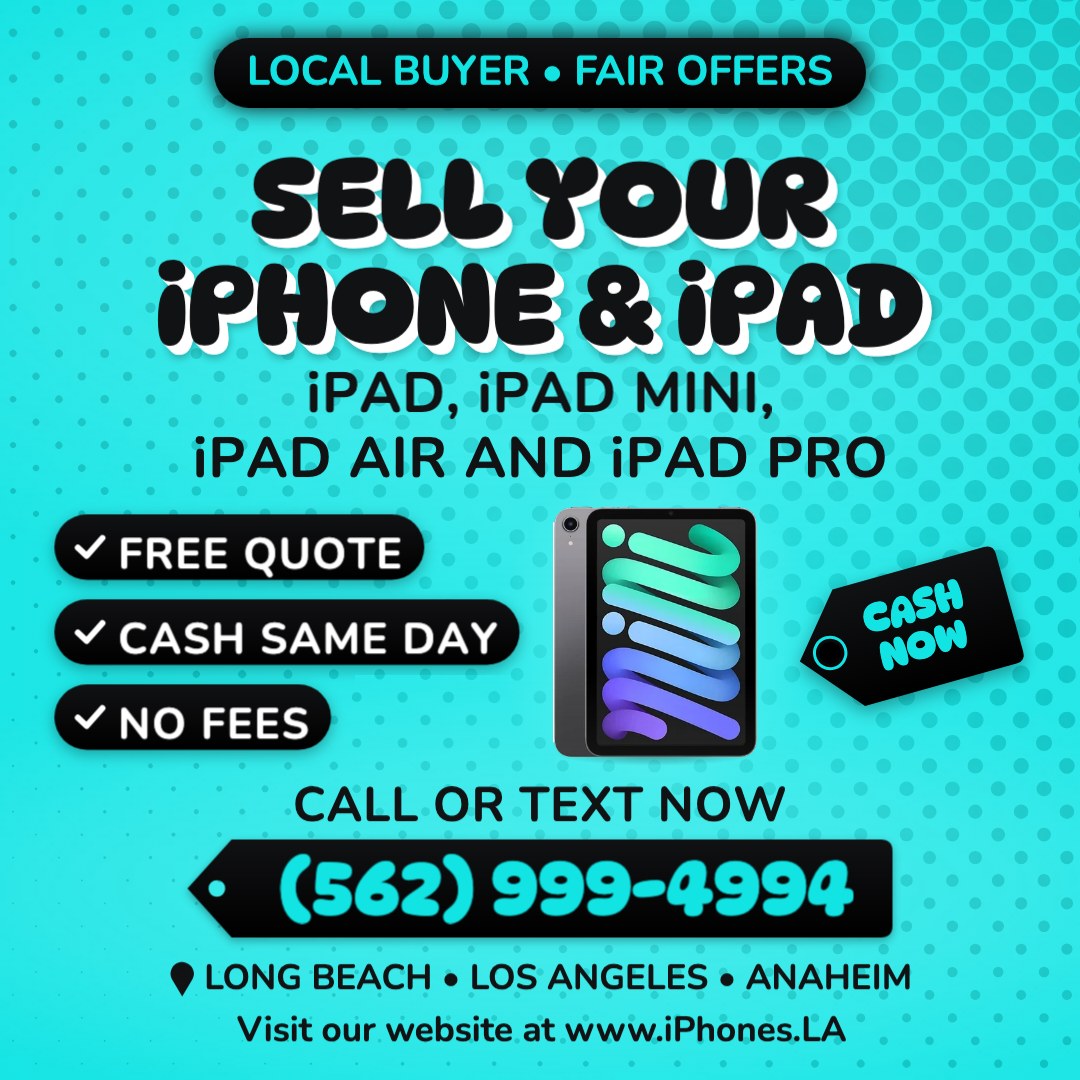 LOCAL BUYER • FAIR OFFERS
SELL YOUR
iPHONE & iPAD
iPAD, iPAD MINI,
iPAD AIR AND iPAD PRO
✓ FREE QUOTE
✓ CASH SAME DAY
✓ NO FEES
CASH
NOW
CALL OR TEXT NOW
(562) 999-4994
LONG BEACH • LOS ANGELES • ANAHEIM
Visit our website at www.iPhones.LA